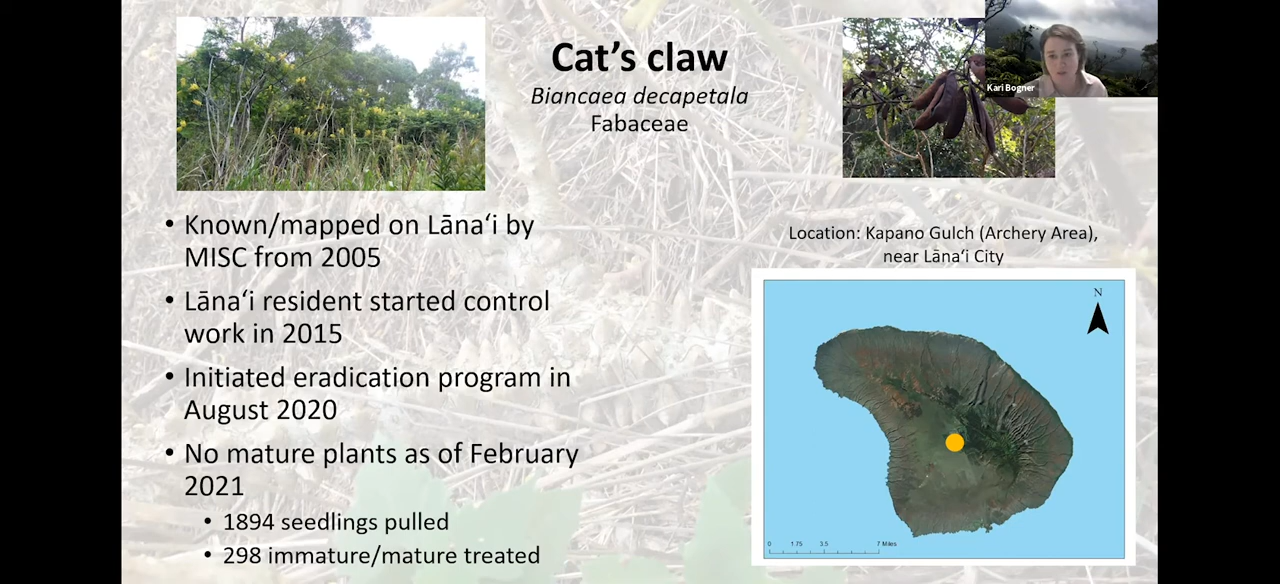 Cat’s claw
Biancaea decapetala
Fabaceae
Kari Bogner
• Known/mapped on Lānaʻi by
MISC from 2005
• Lānaʻi resident started control
work in 2015
• Initiated eradication program in
August 2020
• No mature plants as of February
2021
• 1894 seedlings pulled
• 298 immature/mature treated
Location: Kapano Gulch (Archery Area),
near Lānaʻi City
N
0 1.75 3.5 7 Miles